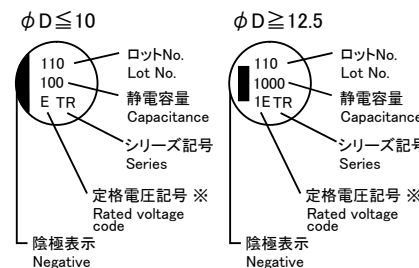 φD≦10
110
100
E TR
ロットNo.
Lot No.
静電容量
Capacitance
シリーズ記号
Series
定格電圧記号 ※
Rated voltage
code
陰極表示
Negative
φD≧12.5
110
1000
1E TR
ロットNo.
Lot No.
静電容量
Capacitance
シリーズ記号
Series
定格電圧記号 ※
Rated voltage
code
陰極表示
Negative